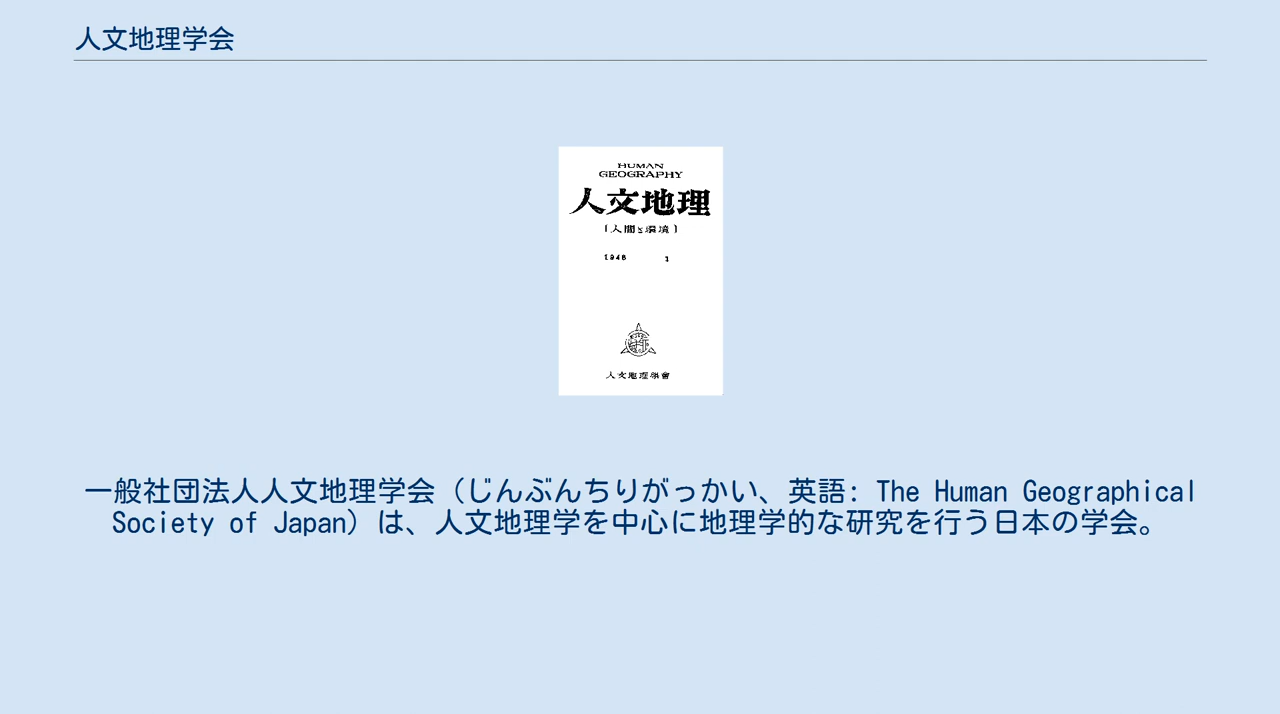 人文地理学会
HUMAN
GEOGRAPHY
人文地理
〔人間と環境〕
1948 1
人文地理學會
一般社団法人人文地理学会（じんぶんちりがっかい、英語: The Human Geographical
Society of Japan）は、人文地理学を中心に地理学的な研究を行う日本の学会。